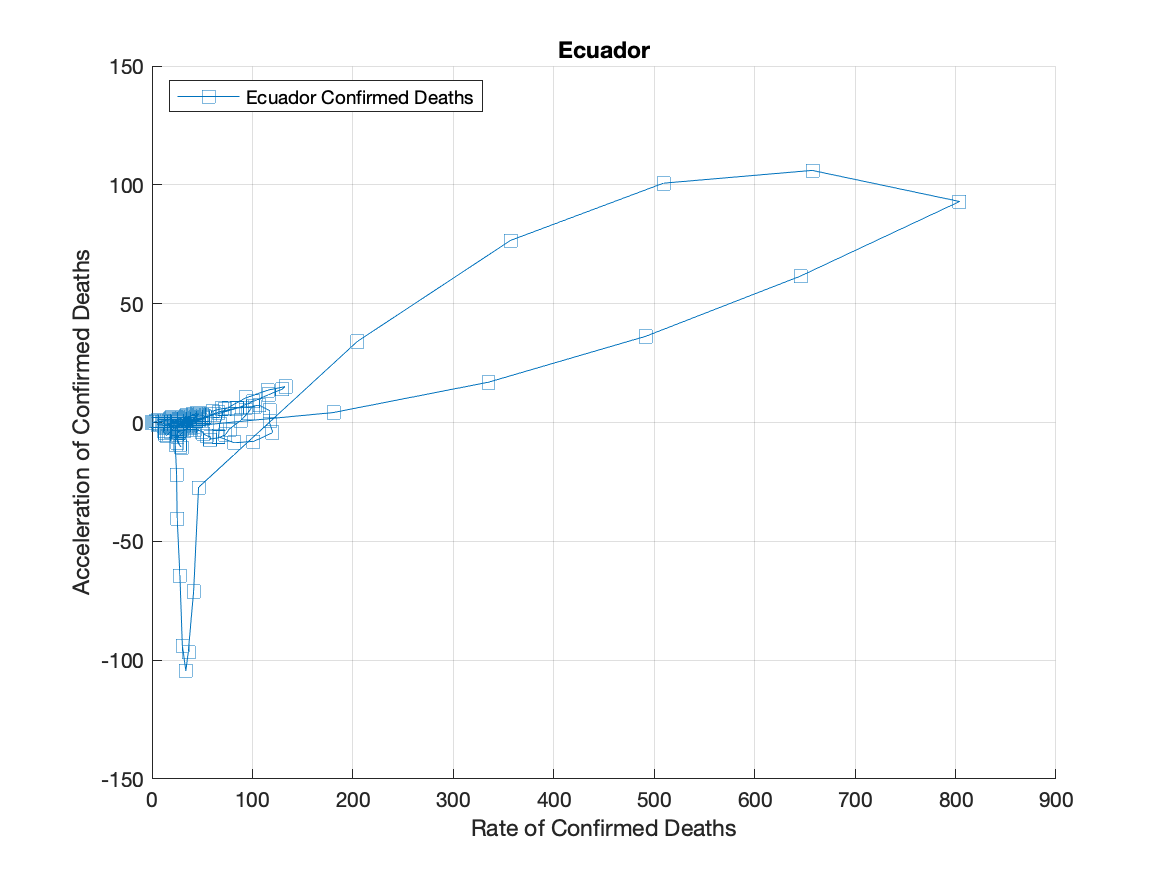 Ecuador
Ecuador Confirmed Deaths
150
100
50
0
-50
-100
-150
Acceleration of Confirmed Deaths
0 100 200 300 400 500 600 700 800 900
Rate of Confirmed Deaths